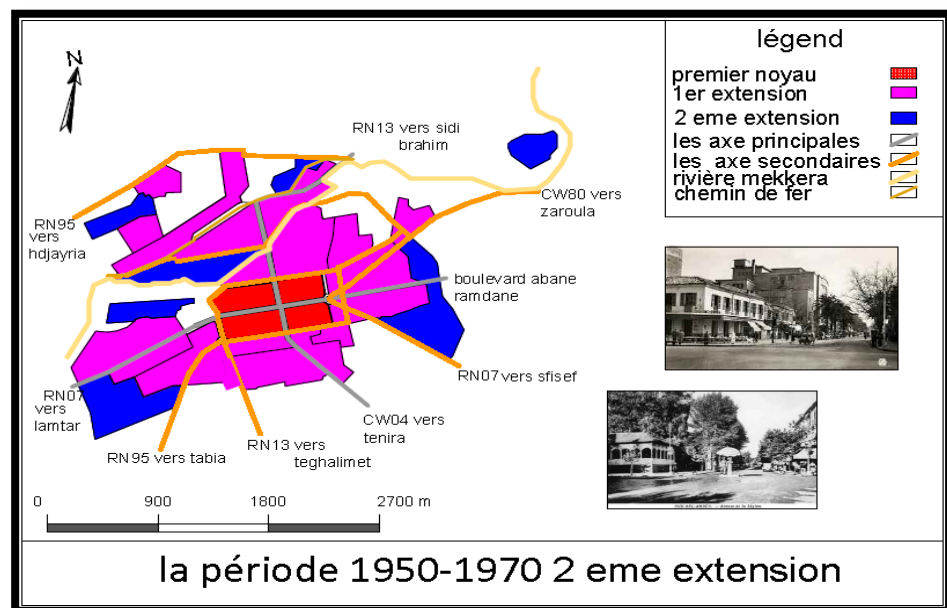 légend
premier noyau
1er extension
2 eme extension
les axe principales
les axe secondaires
rivière mekkera
chemin de fer
N
RN13 vers sidi
brahim
CW80 vers
zaroula
RN95
vers
hdjayria
boulevard abane
ramdane
RN07 vers sfisef
RN07
vers
lamtar
CW04 vers
tenira
RN13 vers
teghalimet
RN95 vers tabia
0 900 1800 2700 m
la période 1950-1970 2 eme extension